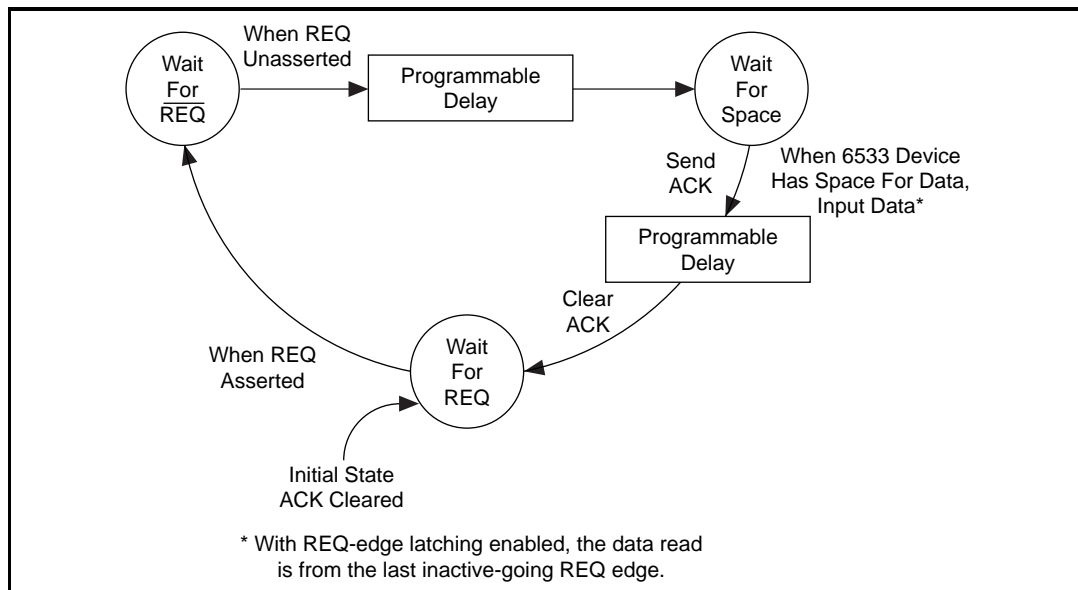 Wait
For
R̅E̅Q̅
When REQ
Unasserted
Programmable
Delay
Wait
For
Space
Send
ACK
When 6533 Device
Has Space For Data,
Input Data*
Programmable
Delay
Clear
ACK
Wait
For
REQ
When REQ
Asserted
Initial State
ACK Cleared
* With REQ-edge latching enabled, the data read
is from the last inactive-going REQ edge.